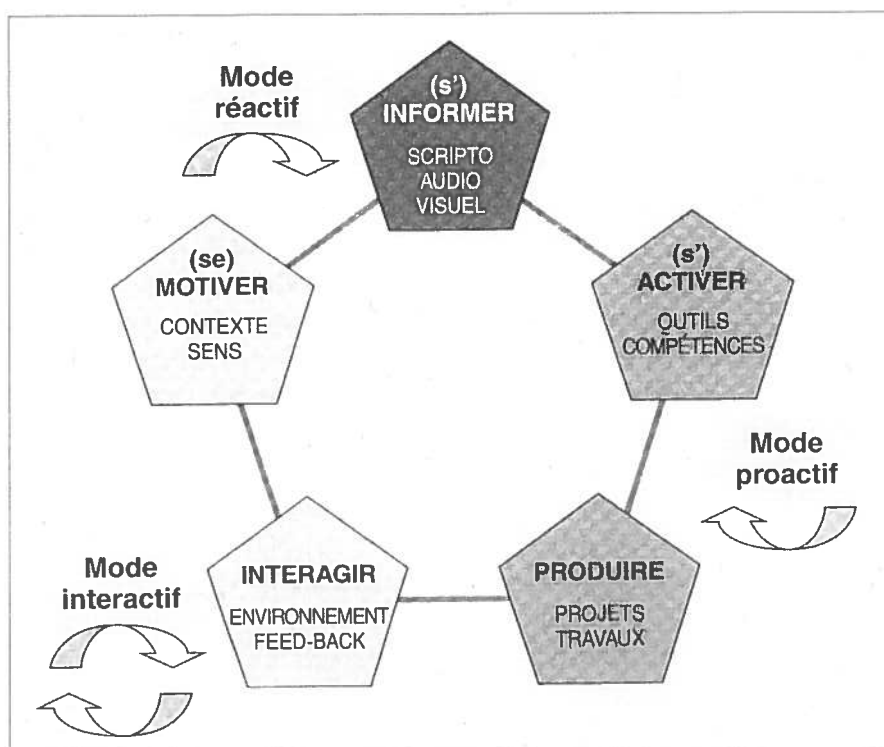 Mode
réactif
(s')
INFORMER
SCRIPTO
AUDIO
VISUEL
(se)
MOTIVER
CONTEXTE
SENS
(s')
ACTIVER
OUTILS
COMPÉTENCES
Mode
proactif
Mode
interactif
INTERAGIR
ENVIRONNEMENT
FEED-BACK
PRODUIRE
PROJETS
TRAVAUX